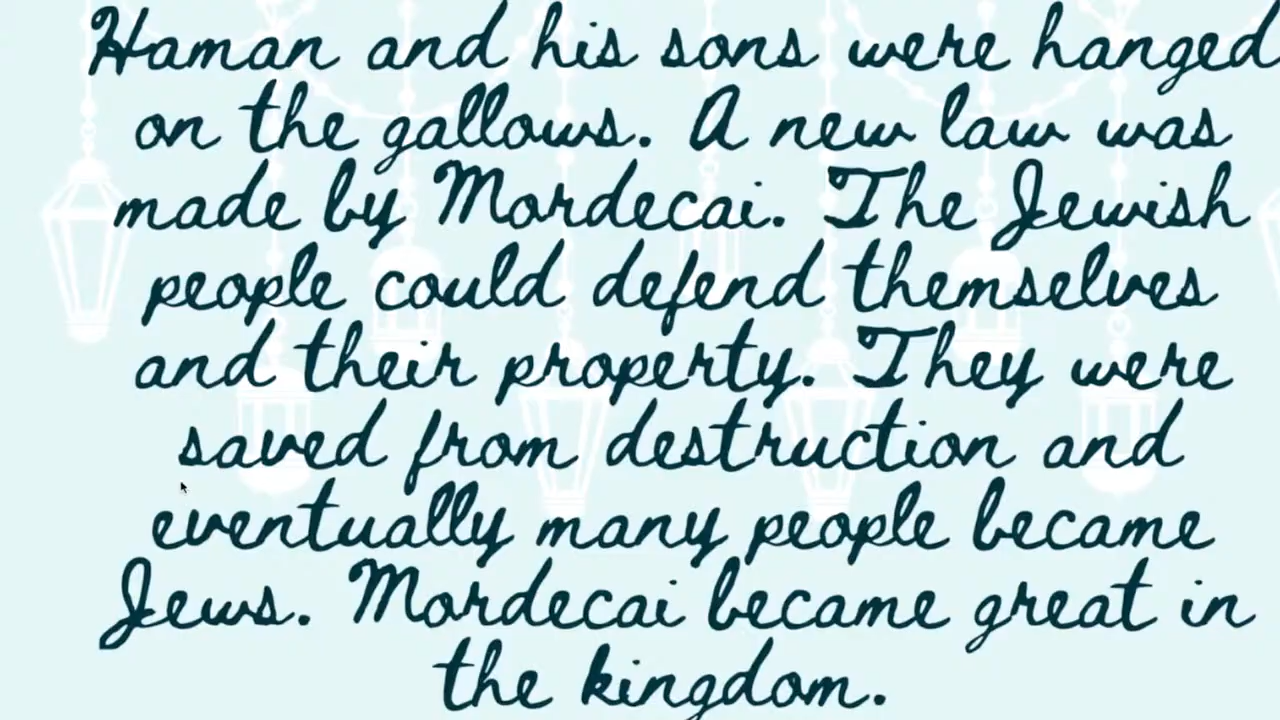 Haman and his sons were hanged
on the gallows. A new law was
made by Mordecai. The Jewish
people could defend themselves
and their property. They were
saved from destruction and
eventually many people became
Jews. Mordecai became great in
the kingdom.